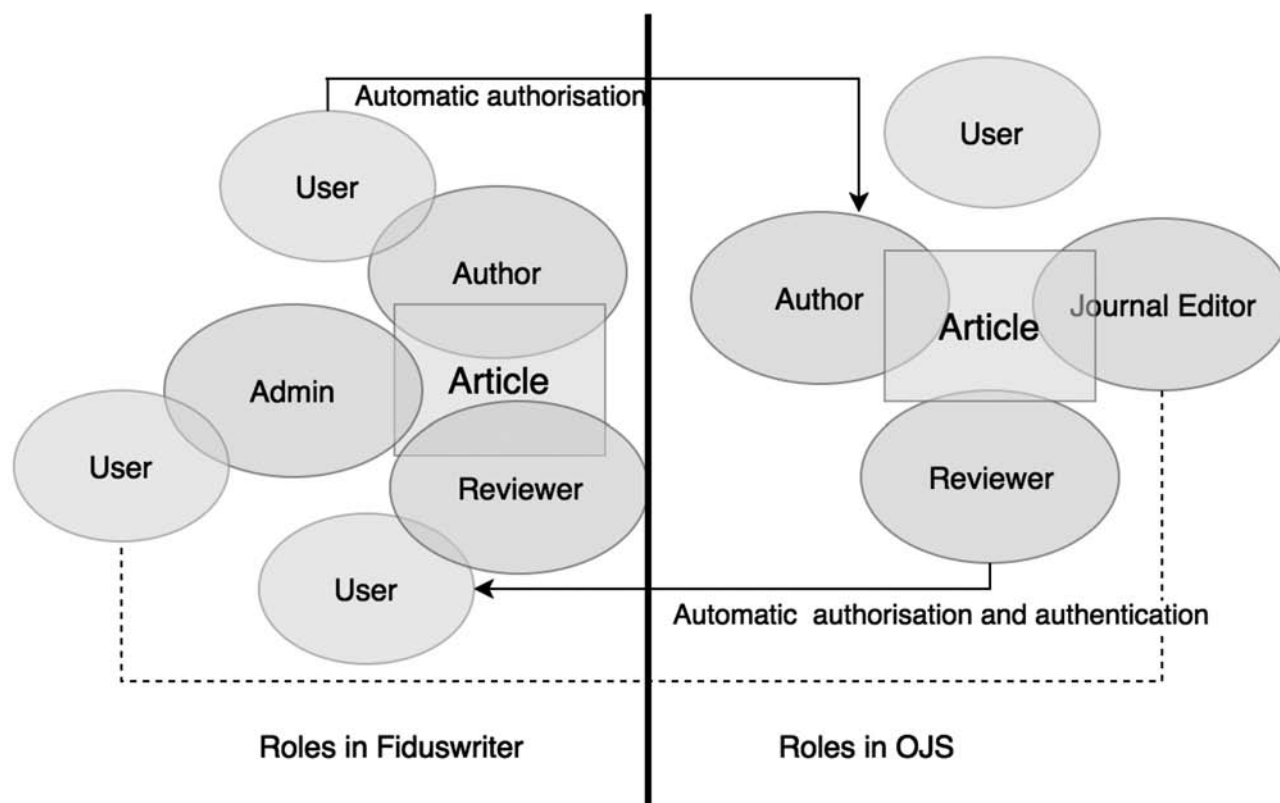 Automatic authorisation
User
Author
Admin
Article
User
Reviewer
User
Roles in Fiduswriter
User
Author
Article
Journal Editor
Reviewer
Automatic  authorisation and authentication
Roles in OJS